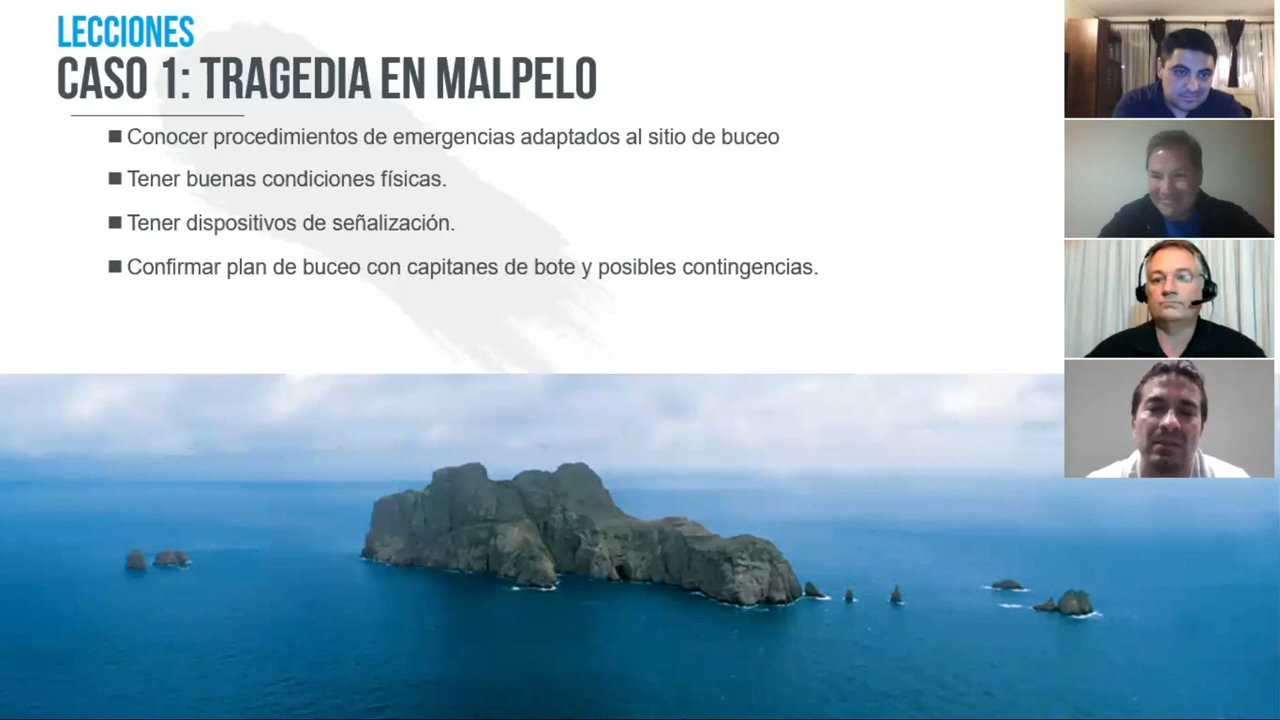 LECCIONES
CASO 1: TRAGEDIA EN MALPELO
Conocer procedimientos de emergencias adaptados al sitio de buceo
Tener buenas condiciones físicas.
Tener dispositivos de señalización.
Confirmar plan de buceo con capitanes de bote y posibles contingencias.